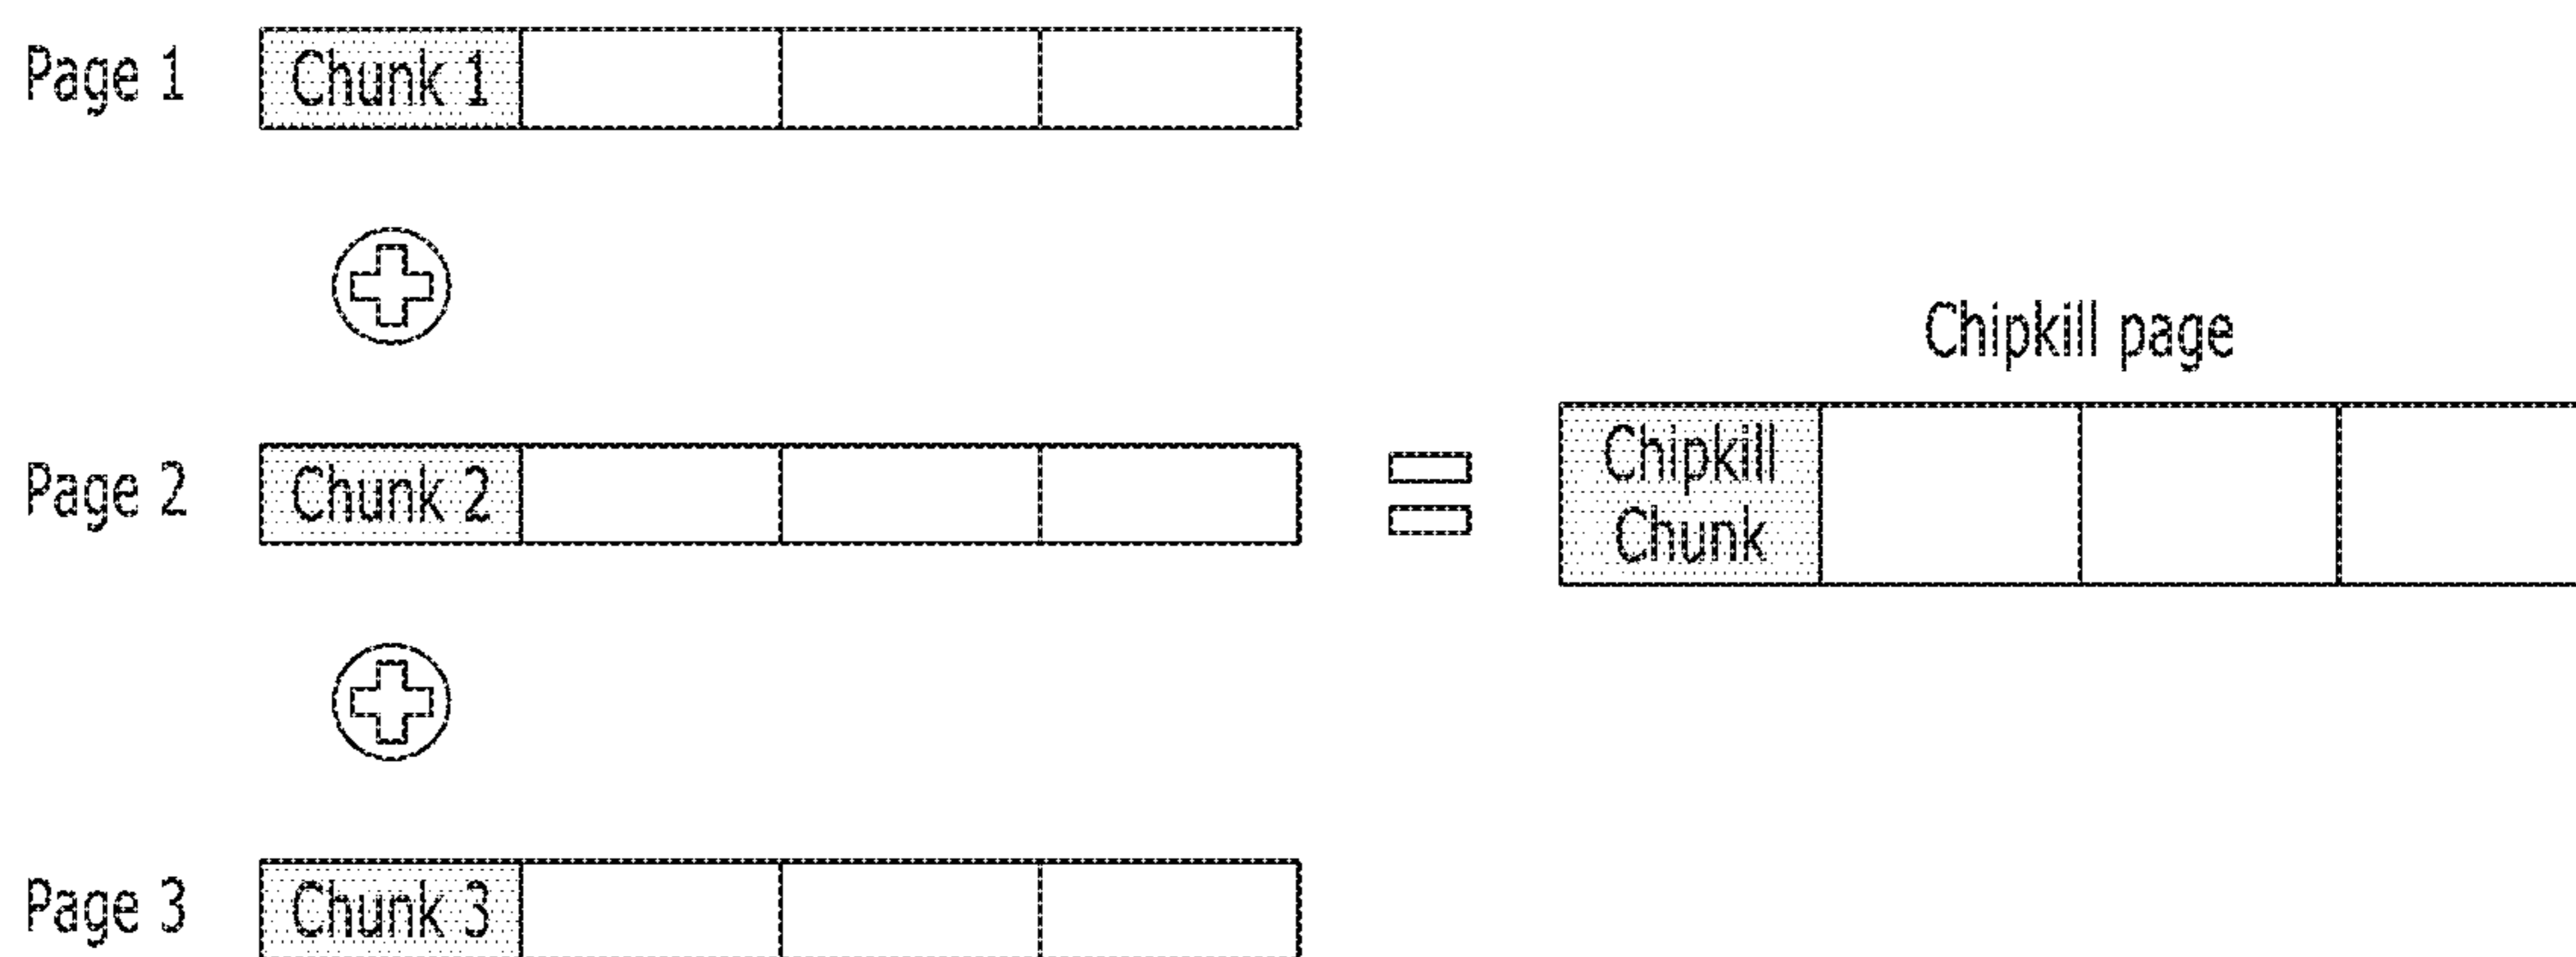 Page 1
Chunk 1
Chipkill page
Page 2
Chunk 2
Chipkill
Chunk
Page 3
Chunk 3